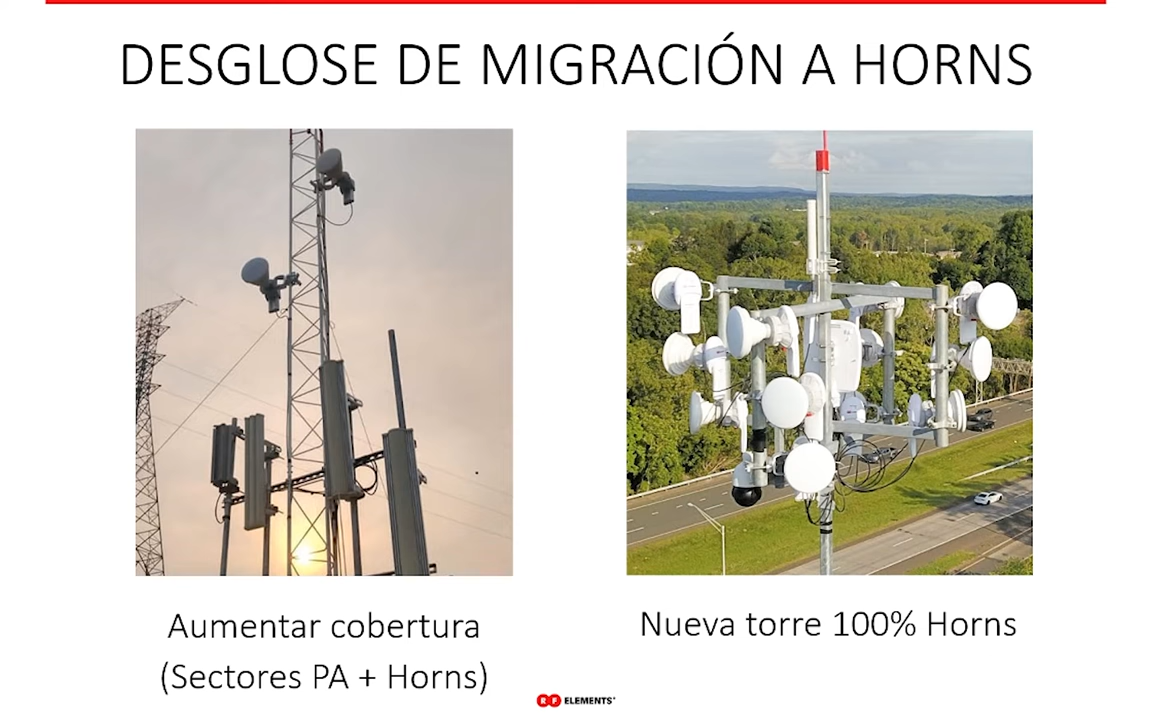 DESGLOSE DE MIGRACIÓN A HORNS
Aumentar cobertura
(Sectores PA + Horns)
Nueva torre 100% Horns
RF ELEMENTS